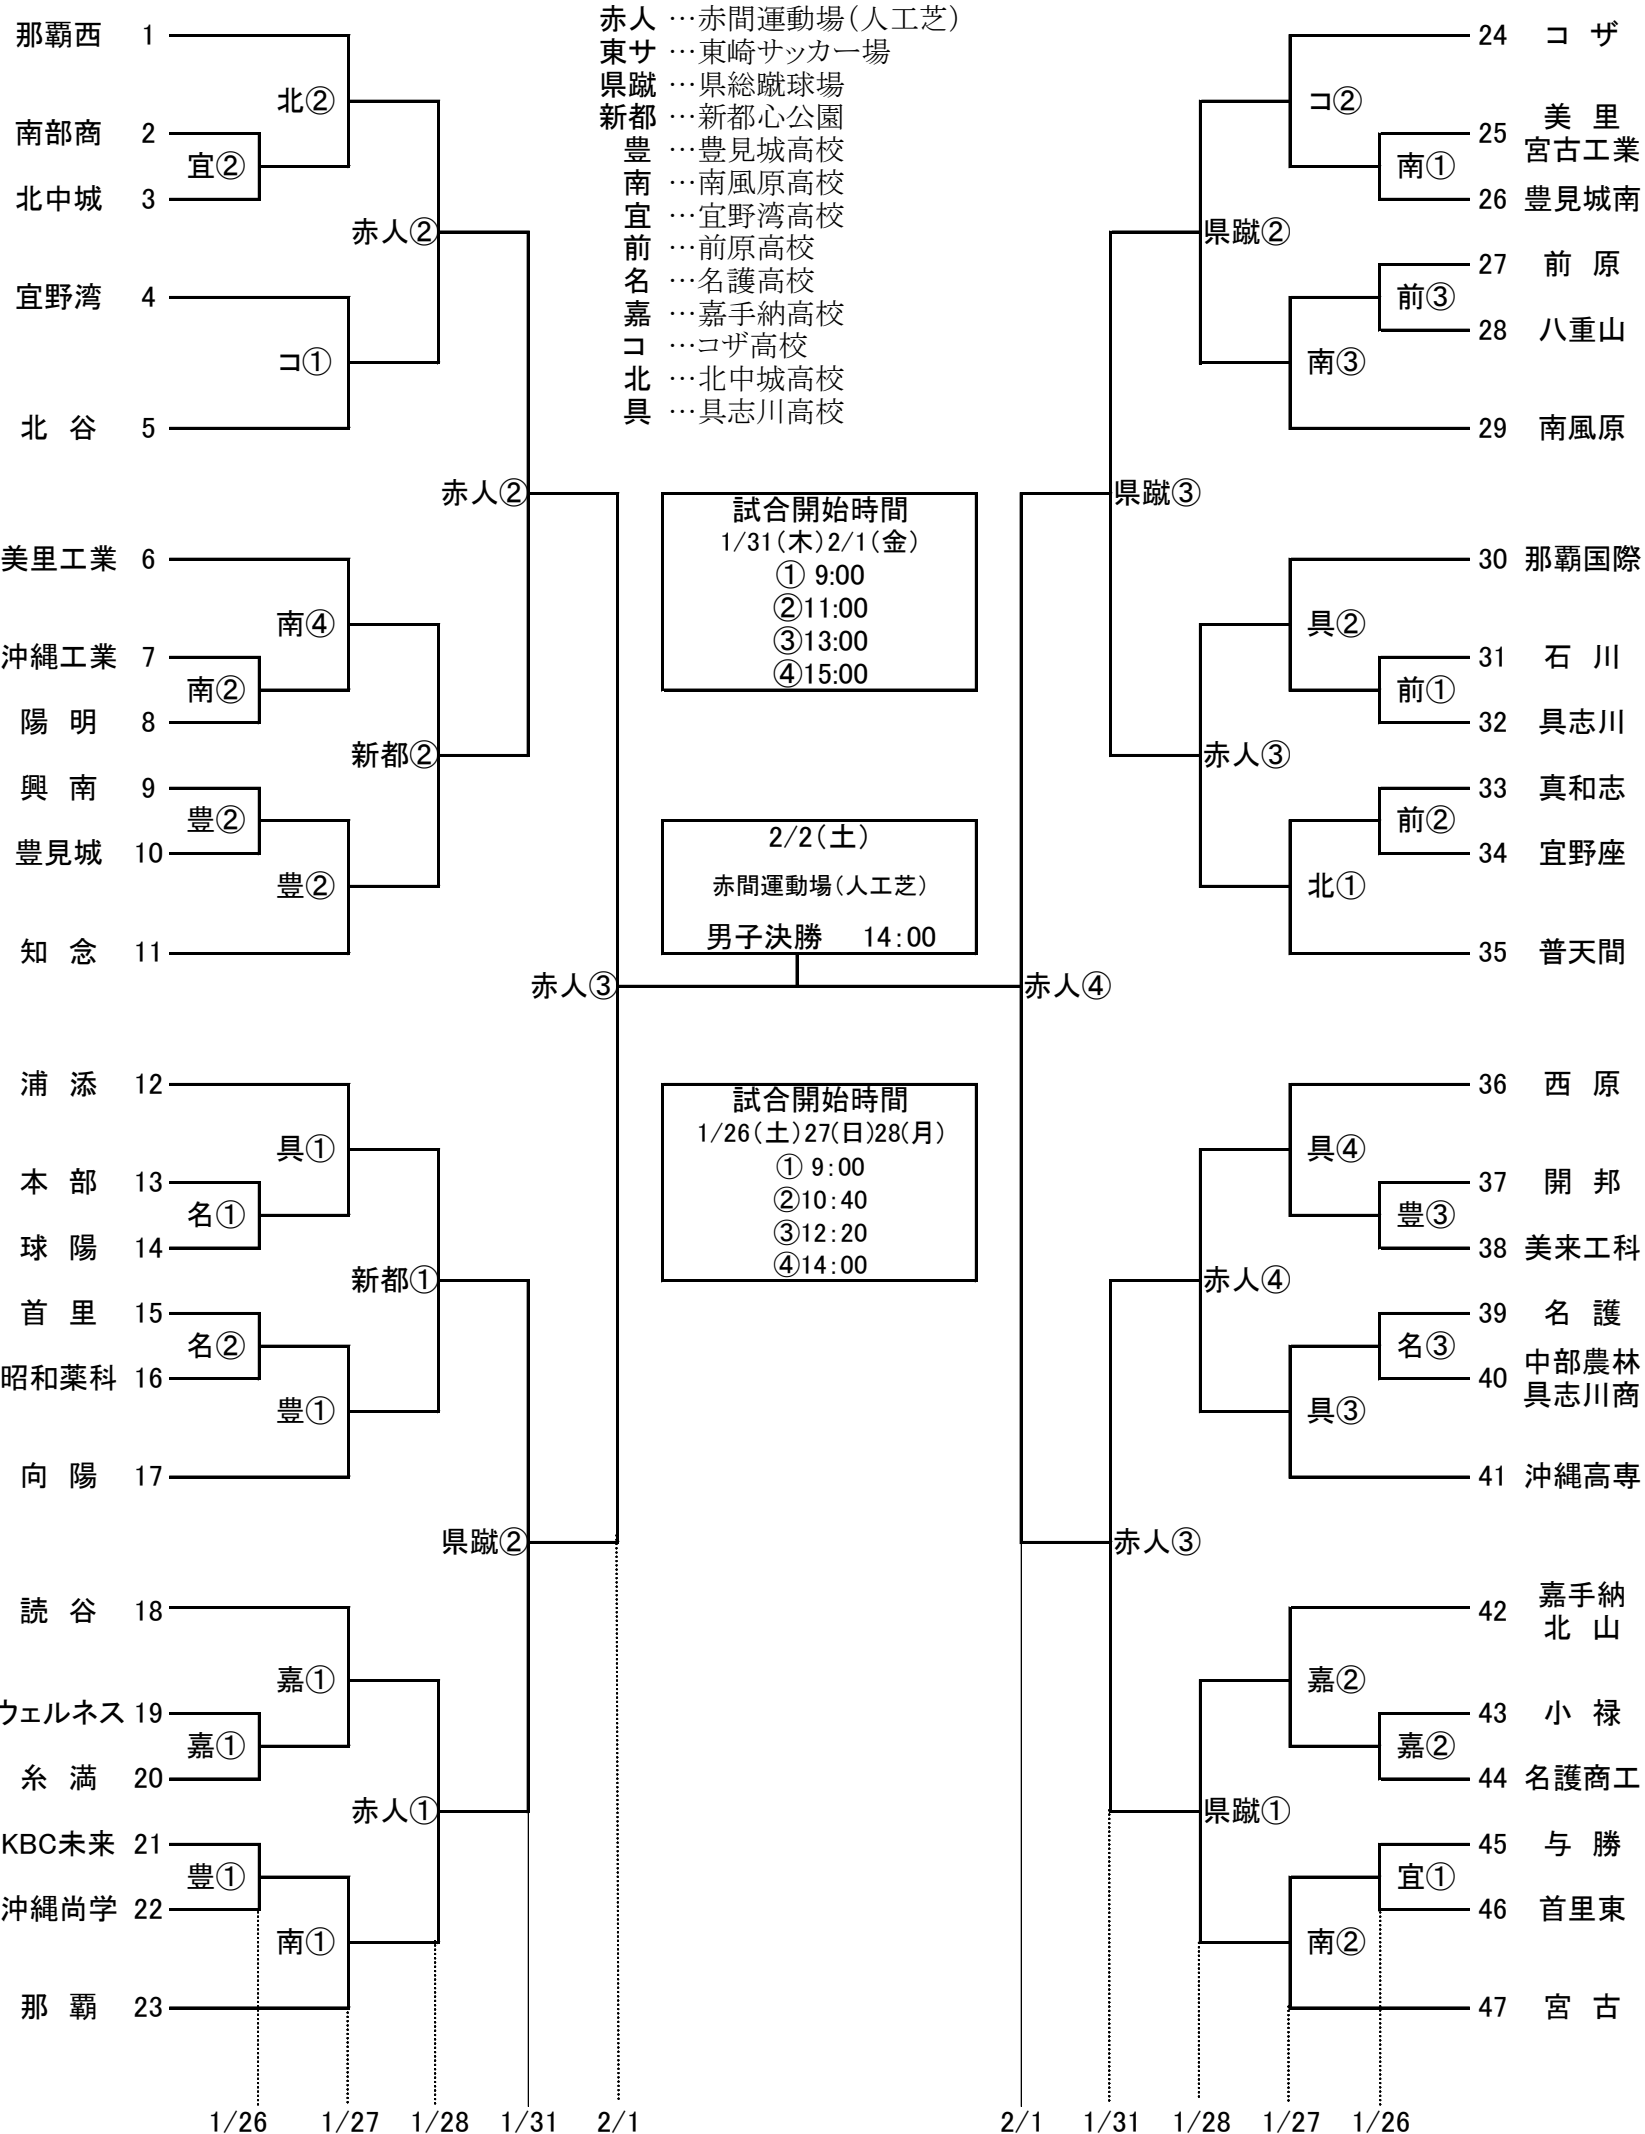 赤人 …赤間運動場(人工芝)
東サ …東崎サッカー場
県蹴 …県総蹴球場
新都 …新都心公園
豊 …豊見城高校
南 …南風原高校
宜 …宜野湾高校
前 …前原高校
名 …名護高校
嘉 …嘉手納高校
コ …コザ高校
北 …北中城高校
具 …具志川高校
那覇西 1
北②
南部商 2
宜②
北中城 3
赤人②
宜野湾 4
コ①
北 谷 5
赤人②
美里工業 6
南④
沖縄工業 7
南②
陽 明 8
新都②
興 南 9
豊②
豊見城 10
豊②
知 念 11
赤人③
浦 添 12
具①
本 部 13
名①
球 陽 14
新都①
首 里 15
名②
昭和薬科 16
豊①
向 陽 17
県蹴②
読 谷 18
嘉①
ウェルネス 19
嘉①
糸 満 20
赤人①
KBC未来 21
豊①
沖縄尚学 22
南①
那 覇 23
試合開始時間
1/31(木)2/1(金)
① 9:00
②11:00
③13:00
④15:00
2/2(土)
赤間運動場(人工芝)
男子決勝 14:00
試合開始時間
1/26(土)27(日)28(月)
① 9:00
②10:40
③12:20
④14:00
24 コ ザ
コ②
25 美 里
宮古工業
南①
26 豊見城南
県蹴②
27 前 原
前③
28 八重山
南③
29 南風原
県蹴③
30 那覇国際
具②
31 石 川
前①
32 具志川
赤人③
33 真和志
前②
34 宜野座
北①
35 普天間
赤人④
36 西 原
具④
37 開 邦
豊③
38 美来工科
赤人④
39 名 護
名③
40 中部農林
具志川商
具③
41 沖縄高専
赤人③
42 嘉手納
北 山
嘉②
43 小 禄
嘉②
44 名護商工
県蹴①
45 与 勝
宜①
46 首里東
南②
47 宮 古
1/26 1/27 1/28 1/31 2/1 2/1 1/31 1/28 1/27 1/26